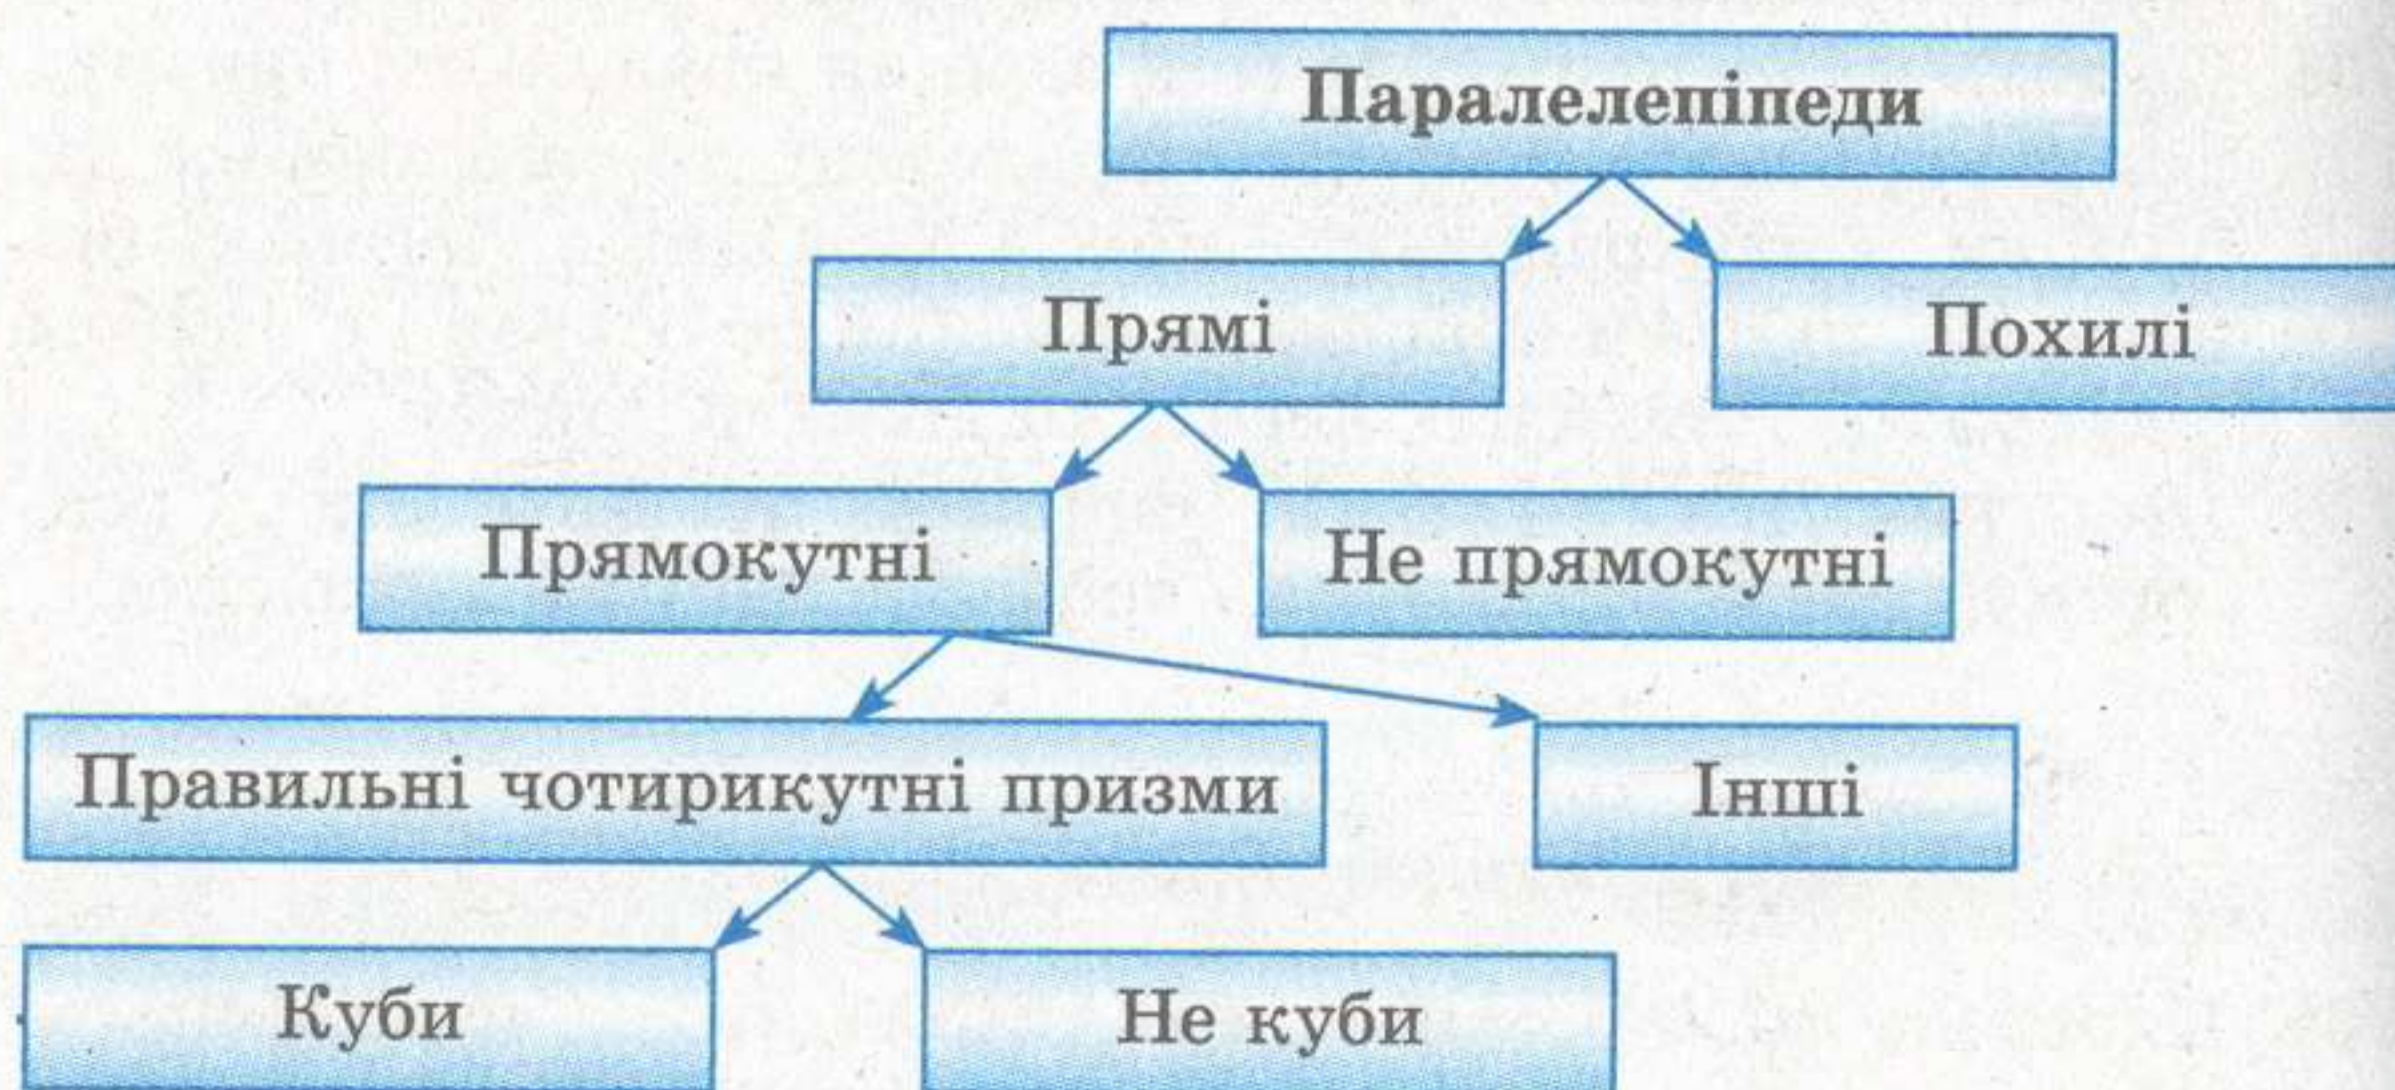 Паралелепіпеди
Прямі
Похилі
Прямокутні
Не прямокутні
Правильні чотирикутні призми
Інші
Куби
Не куби